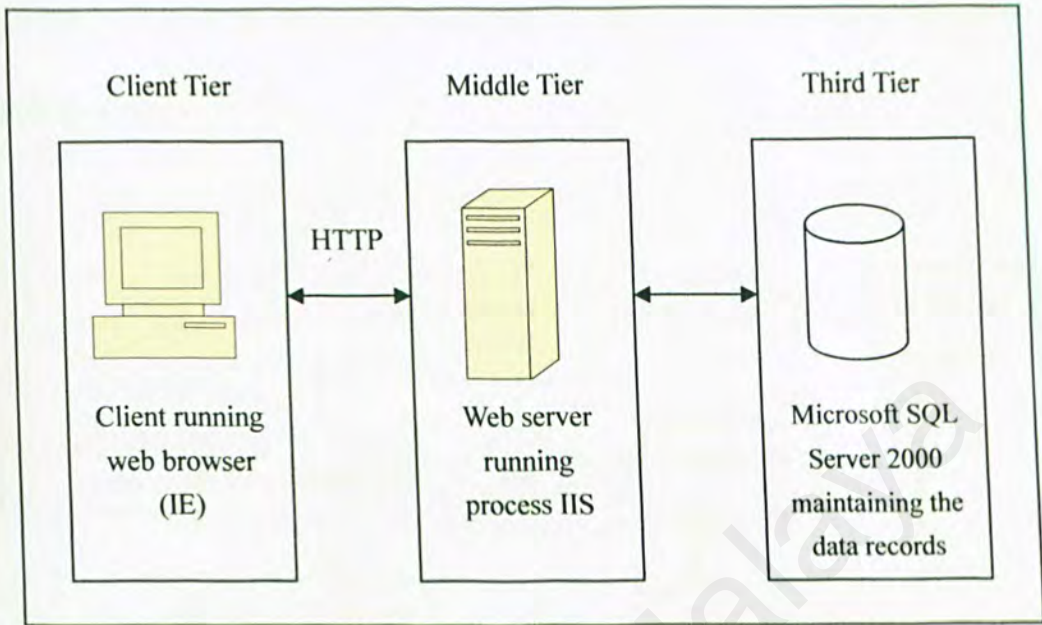 Client Tier
Middle Tier
Third Tier
HTTP
Client running
web browser
(IE)
Web server
running
process IIS
Microsoft SQL
Server 2000
maintaining the
data records